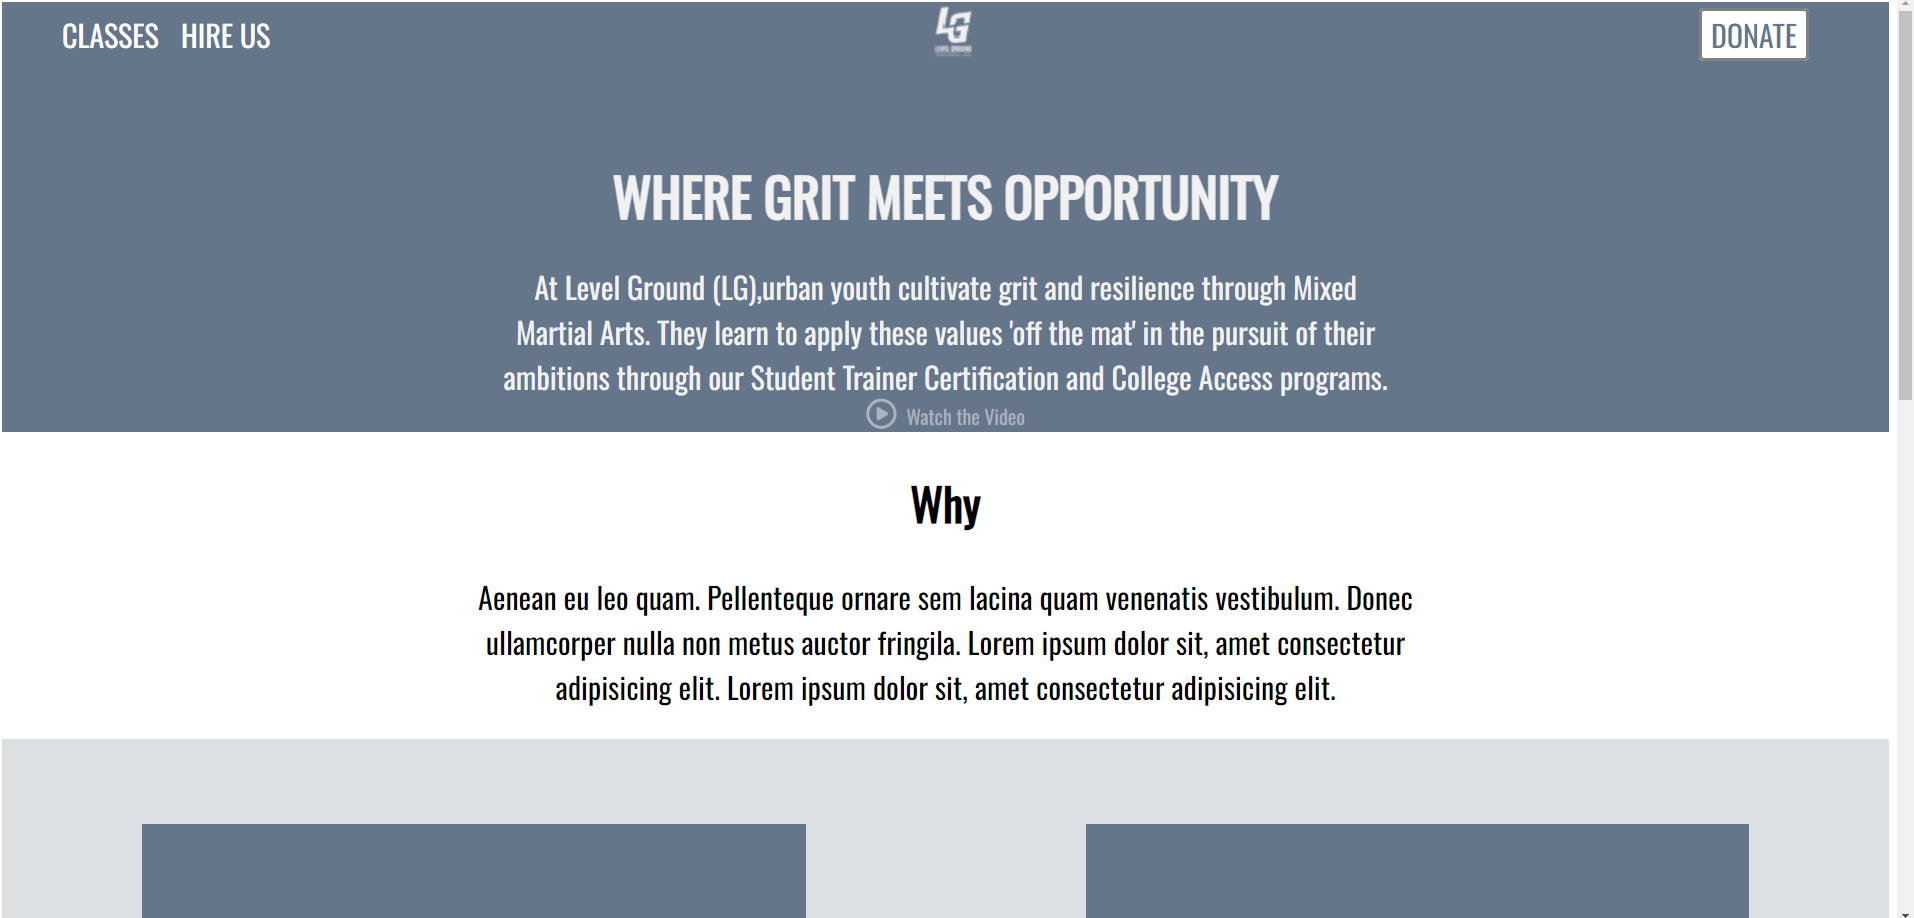 CLASSES HIRE US
LG
LEVEL GROUND
DONATE
WHERE GRIT MEETS OPPORTUNITY
At Level Ground (LG),urban youth cultivate grit and resilience through Mixed
Martial Arts. They learn to apply these values 'off the mat' in the pursuit of their
ambitions through our Student Trainer Certification and College Access programs.
Watch the Video
Why
Aenean eu leo quam. Pellenteque ornare sem lacina quam venenatis vestibulum. Donec
ullamcorper nulla non metus auctor fringila. Lorem ipsum dolor sit, amet consectetur
adipisicing elit. Lorem ipsum dolor sit, amet consectetur adipisicing elit.